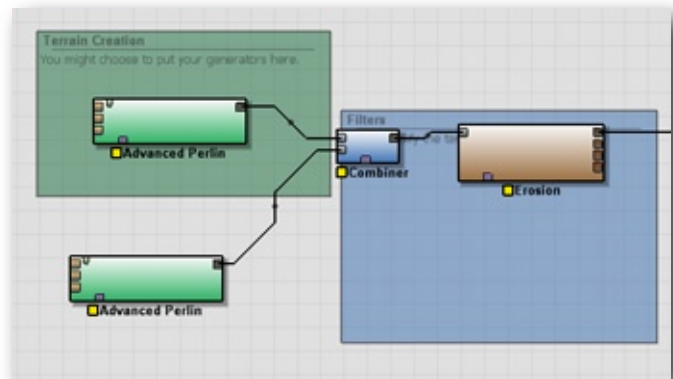 Terrain Creation
You might choose to put your generators here.
Advanced Perlin
Filters
Combiner
Erosion
Advanced Perlin